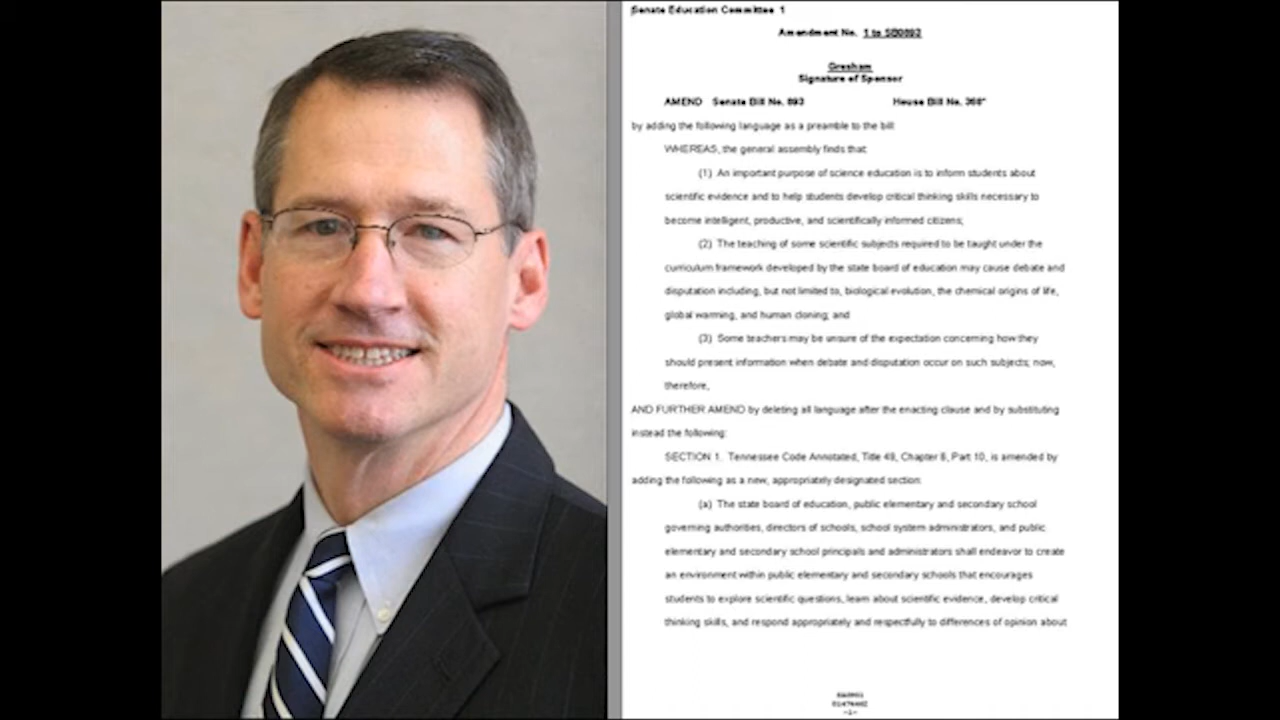 Senate Education Committee 1
Amendment No. 1 to SB0893
Gresham
Signature of Sponsor
AMEND Senate Bill No. 893 House Bill No. 368*
by adding the following language as a preamble to the bill
WHEREAS, the general assembly finds that:
(1) An important purpose of science education is to inform students about
scientific evidence and to help students develop critical thinking skills necessary to
become intelligent, productive, and scientifically informed citizens;
(2) The teaching of some scientific subjects required to be taught under the
curriculum framework developed by the state board of education may cause debate and
disputation including, but not limited to, biological evolution, the chemical origins of life,
global warming, and human cloning; and
(3) Some teachers may be unsure of the expectation concerning how they
should present information when debate and disputation occur on such subjects; now,
therefore,
AND FURTHER AMEND by deleting all language after the enacting clause and by substituting
instead the following:
SECTION 1. Tennessee Code Annotated, Title 49, Chapter 6, Part 10, is amended by
adding the following as a new, appropriately designated section:
(a) The state board of education, public elementary and secondary school
governing authorities, directors of schools, school system administrators, and public
elementary and secondary school principals and administrators shall endeavor to create
an environment within public elementary and secondary schools that encourages
students to explore scientific questions, learn about scientific evidence, develop critical
thinking skills, and respond appropriately and respectfully to differences of opinion about
-1-